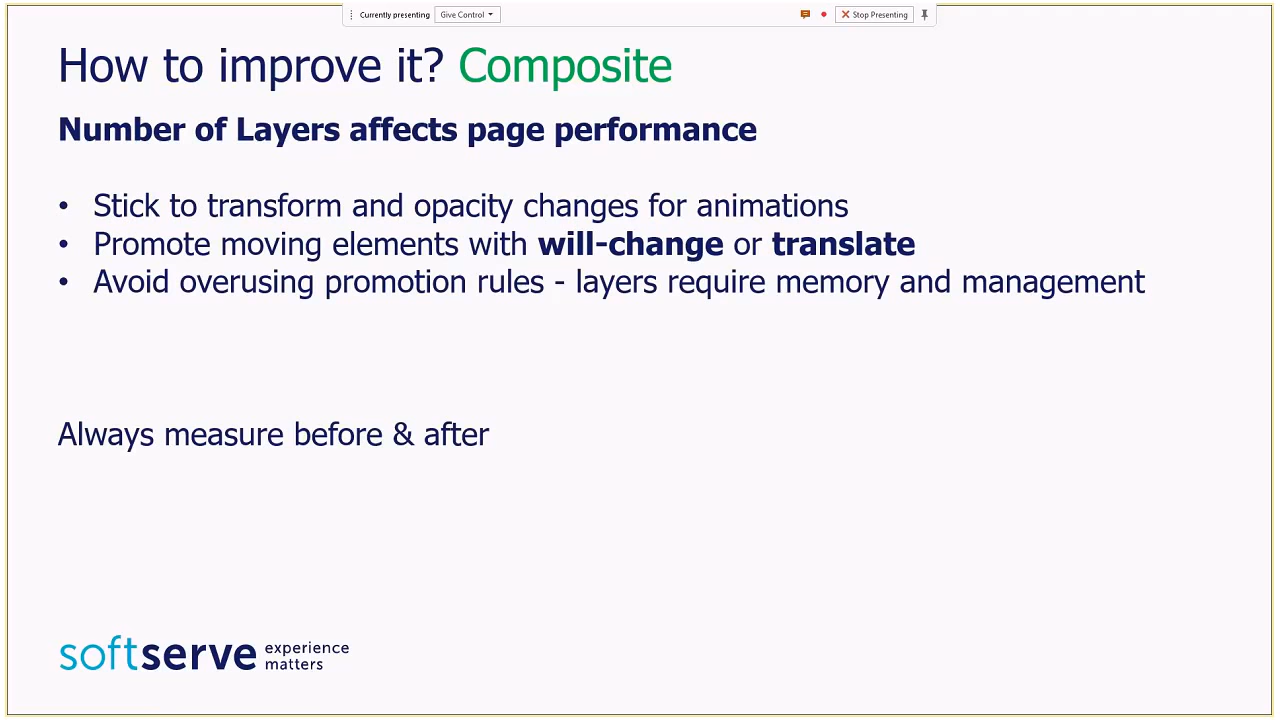 Currently presenting Give Control Stop Presenting
How to improve it? Composite
Number of Layers affects page performance
• Stick to transform and opacity changes for animations
• Promote moving elements with will-change or translate
• Avoid overusing promotion rules - layers require memory and management
Always measure before & after
softserve experience
matters